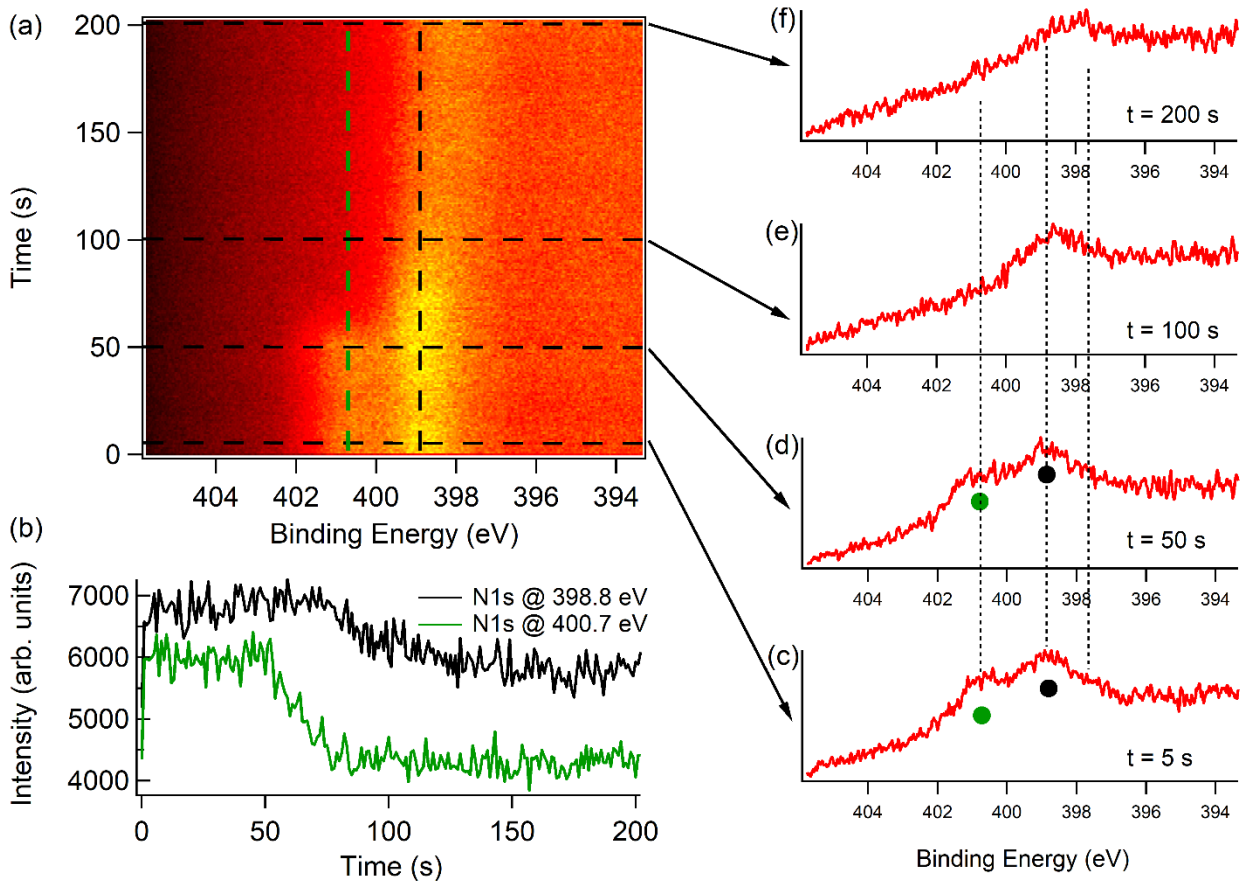 (a)
200
150
100
50
0
Time (s)
404 402 400 398 396 394
Binding Energy (eV)
(b)
7000
6000
5000
4000
Intensity (arb. units)
N1s @ 398.8 eV
N1s @ 400.7 eV
0 50 100 150 200
Time (s)
(f)
t = 200 s
404 402 400 398 396 394
(e)
t = 100 s
404 402 400 398 396 394
(d)
t = 50 s
404 402 400 398 396 394
(c)
t = 5 s
404 402 400 398 396 394
Binding Energy (eV)